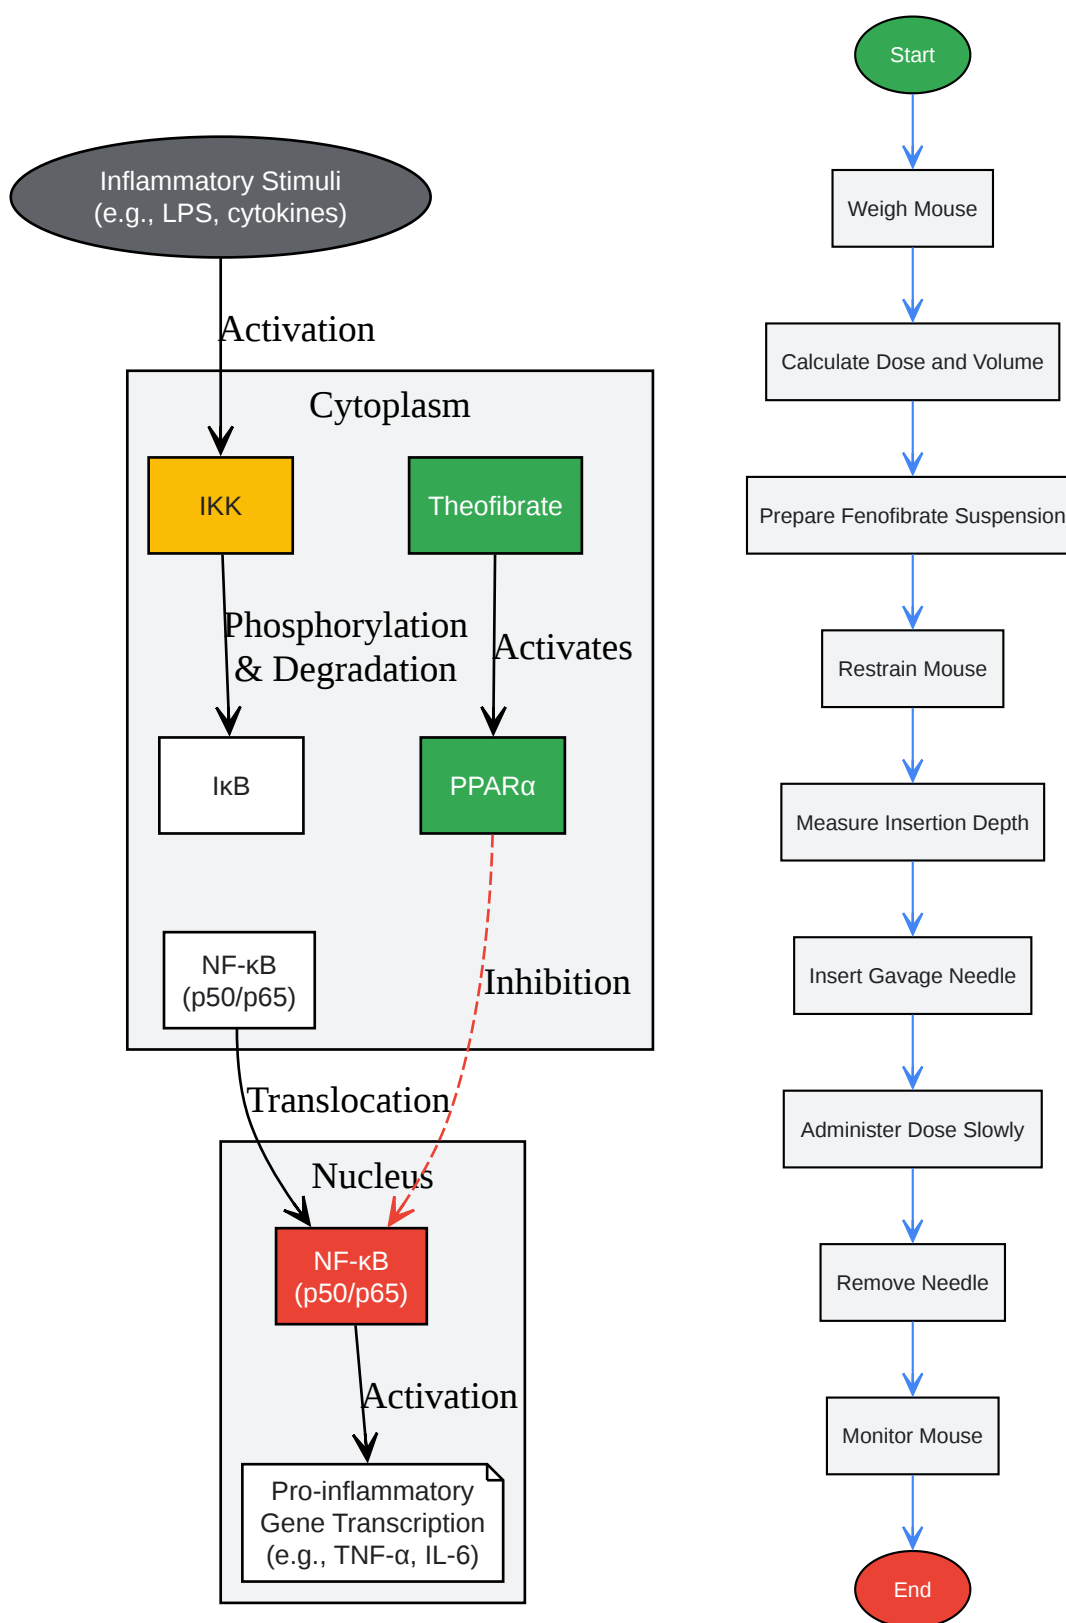 Inflammatory Stimuli
(e.g., LPS, cytokines)
Activation
Cytoplasm
IKK
Theofibrate
Phosphorylation
& Degradation
Activates
IκB
PPARα
NF-κB
(p50/p65)
Inhibition
Translocation
Nucleus
NF-κB
(p50/p65)
Activation
Pro-inflammatory
Gene Transcription
(e.g., TNF-α, IL-6)
Start
Weigh Mouse
Calculate Dose and Volume
Prepare Fenofibrate Suspension
Restrain Mouse
Measure Insertion Depth
Insert Gavage Needle
Administer Dose Slowly
Remove Needle
Monitor Mouse
End